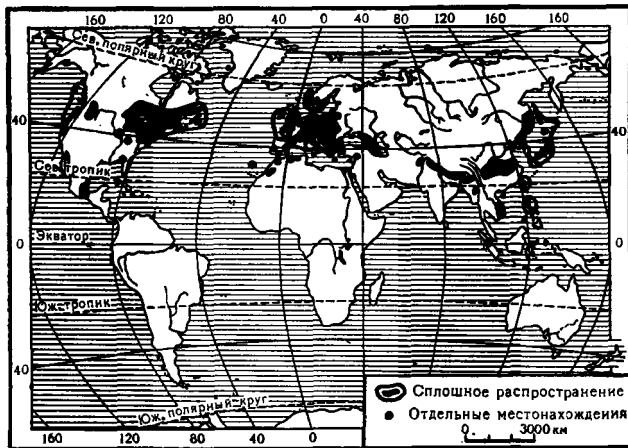 160 120 80 40 0 40 80 120 160 160
Сев. полярный круг
40 40
Сев. тропик
Экватор
0 0
Юж. тропик
40
Юж. полярный круг
Сплошное распространение
Отдельные местонахождения
0 3000 км
160 120 80 40 0